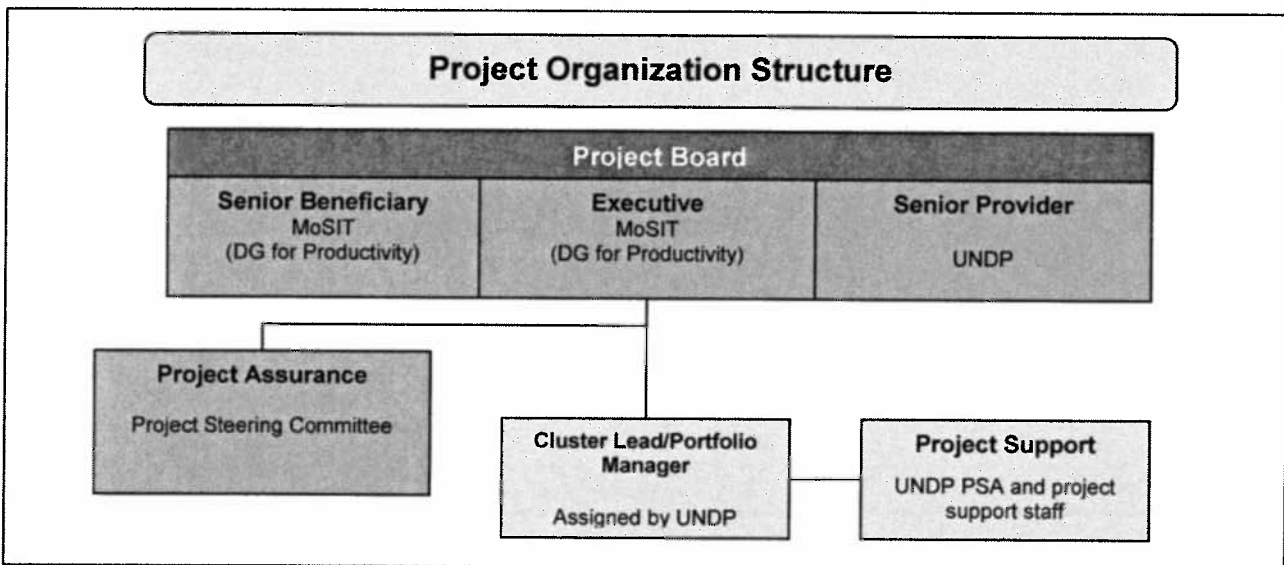 Project Organization Structure
Project Board
Senior Beneficiary
MoSIT
(DG for Productivity)
Executive
MoSIT
(DG for Productivity)
Senior Provider
UNDP
Project Assurance
Project Steering Committee
Cluster Lead/Portfolio
Manager
Assigned by UNDP
Project Support
UNDP PSA and project
support staff